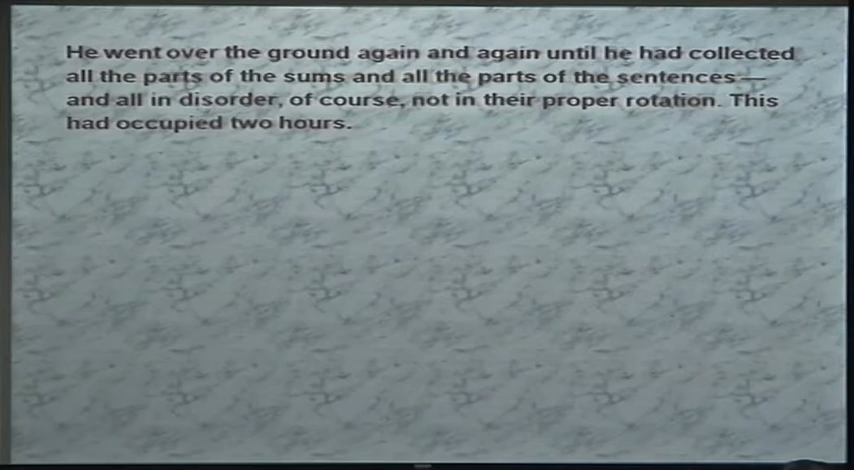 He went over the ground again and again until he had collected
all the parts of the sums and all the parts of the sentences—
and all in disorder, of course, not in their proper rotation. This
had occupied two hours.